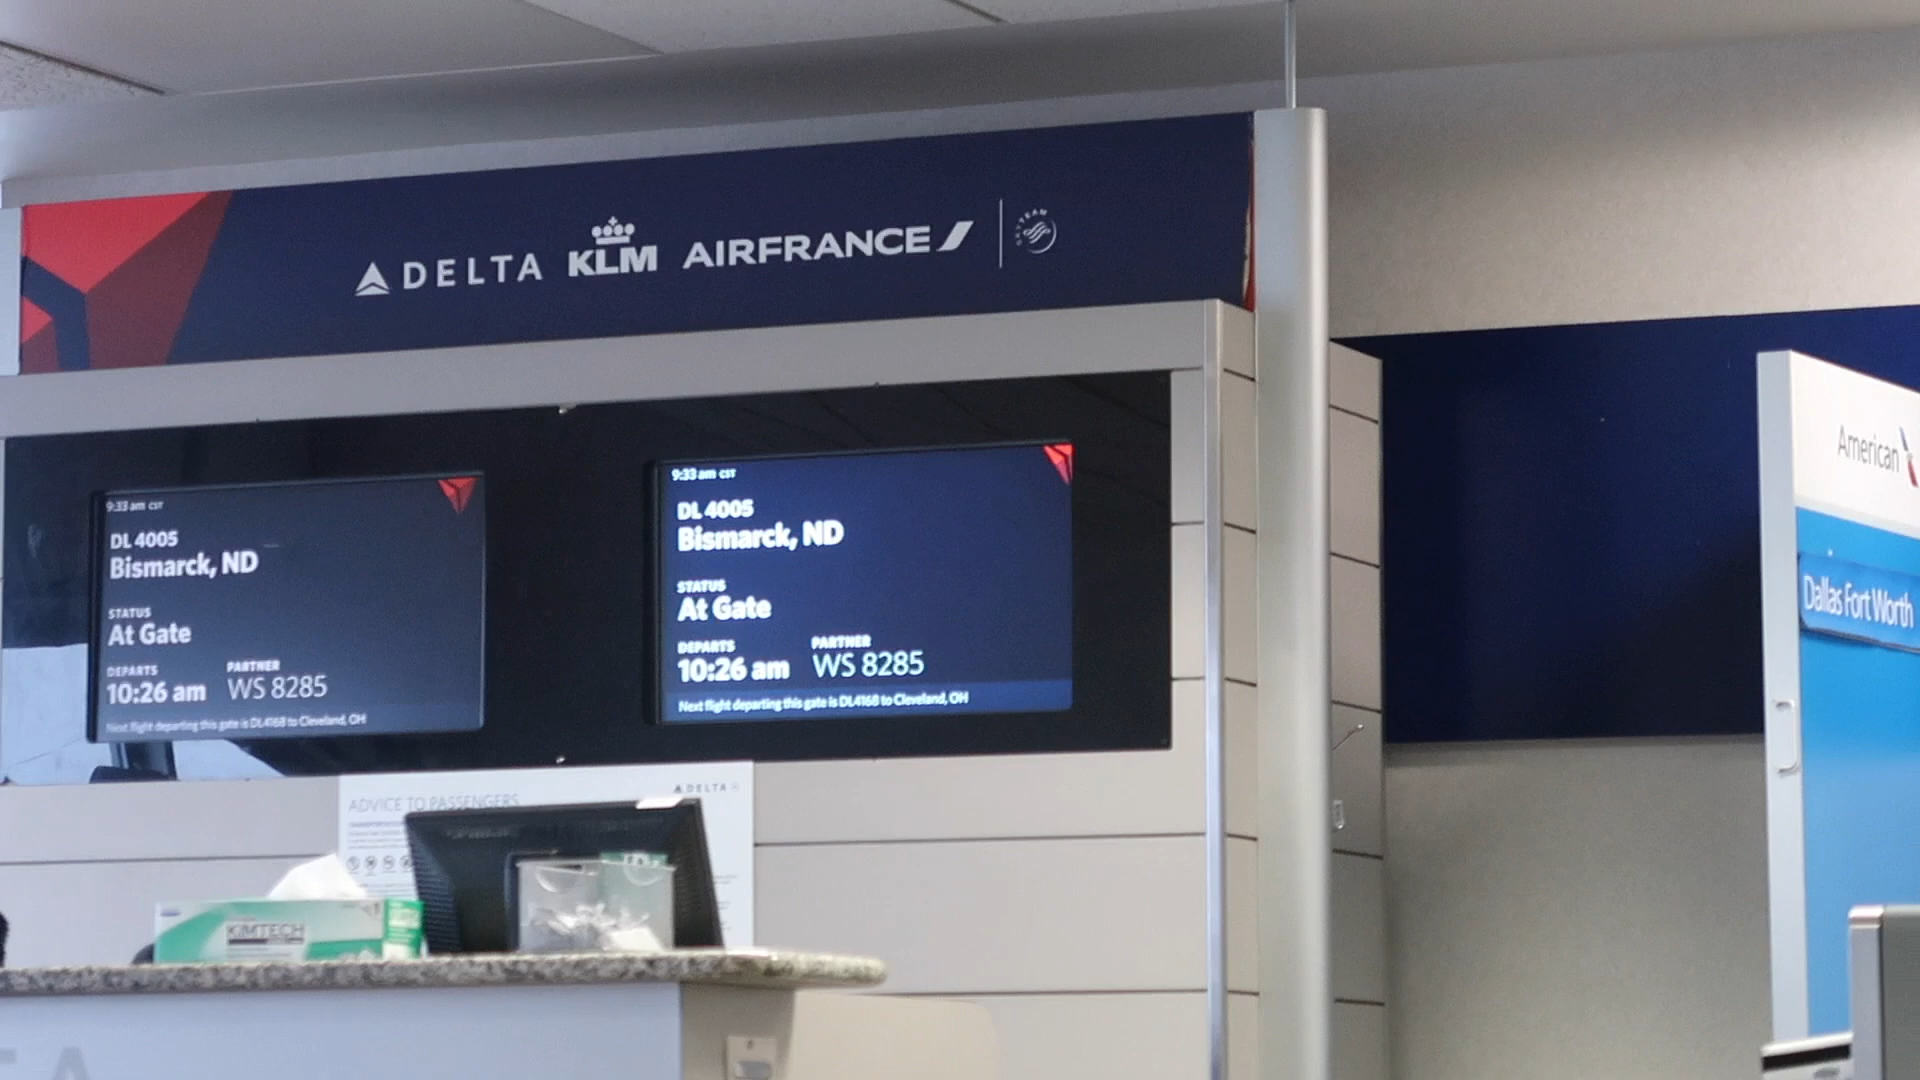 DELTA KLM AIRFRANCE SKYTEAM
9:33 am CST
DL 4005
Bismarck, ND
STATUS
At Gate
DEPARTS PARTNER
10:26 am WS 8285
Next flight departing this gate is DL4168 to Cleveland, OH
9:33 am CST
DL 4005
Bismarck, ND
STATUS
At Gate
DEPARTS PARTNER
10:26 am WS 8285
Next flight departing this gate is DL4168 to Cleveland, OH
American
Dallas Fort Worth
DELTA
ADVICE TO PASSENGERS
KIMTECH